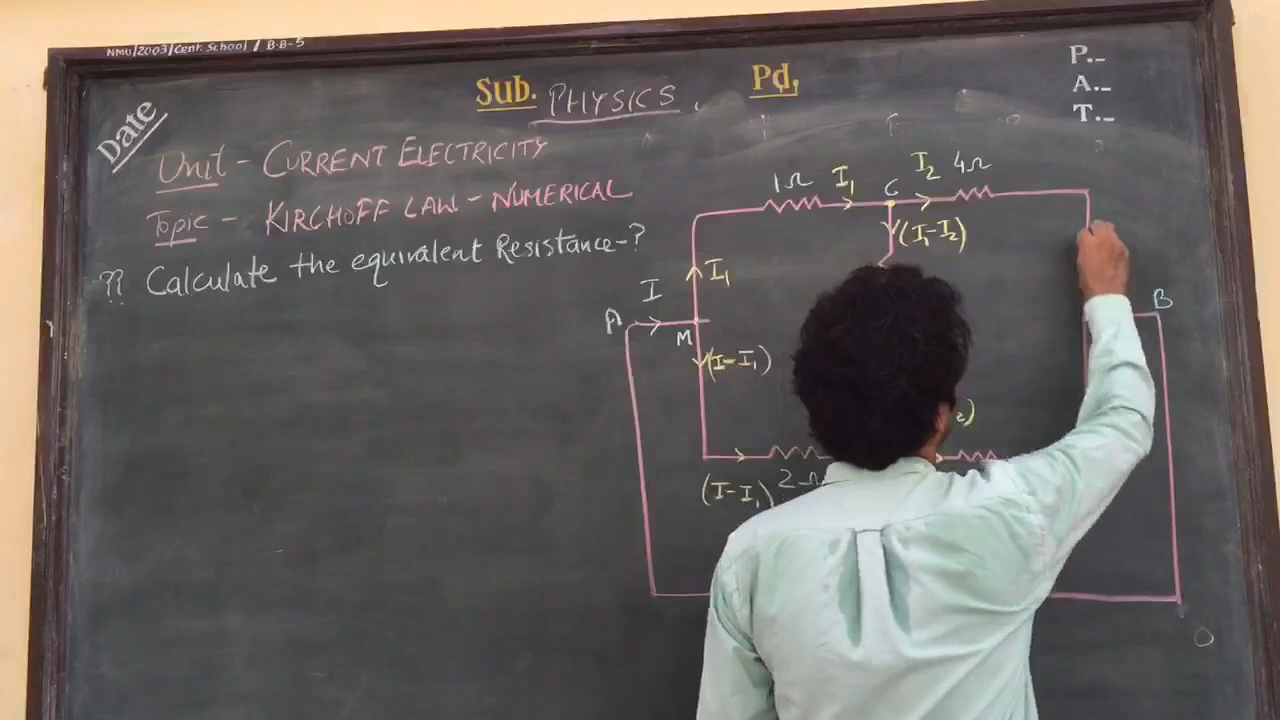 NMU/2003/Cent. School / B.B-5
Date
Sub. PHYSICS.
Pd,
P.-
A.-
T.-
Unit - CURRENT ELECTRICITY
Topic - KIRCHOFF LAW - NUMERICAL
?? Calculate the equivalent Resistance-?
1Ω I₁ C I₂ 4Ω
(I₁-I₂)
I₁
I
A
M
B
(I-I₁)
₂)
(I-I₁) 2Ω